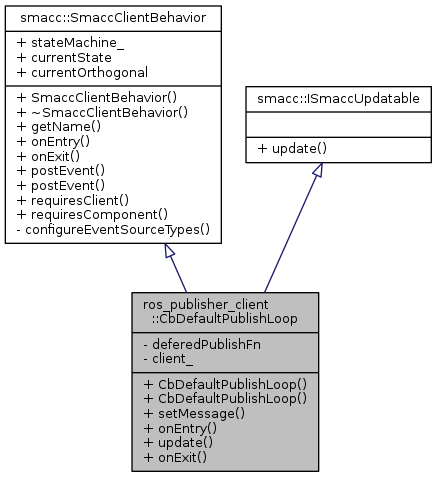 smacc::SmaccClientBehavior
+ stateMachine_
+ currentState
+ currentOrthogonal
+ SmaccClientBehavior()
+ ~SmaccClientBehavior()
+ getName()
+ onEntry()
+ onExit()
+ postEvent()
+ postEvent()
+ requiresClient()
+ requiresComponent()
- configureEventSourceTypes()
smacc::ISmaccUpdatable
+ update()
ros_publisher_client
::CbDefaultPublishLoop
- deferedPublishFn
- client_
+ CbDefaultPublishLoop()
+ CbDefaultPublishLoop()
+ setMessage()
+ onEntry()
+ update()
+ onExit()